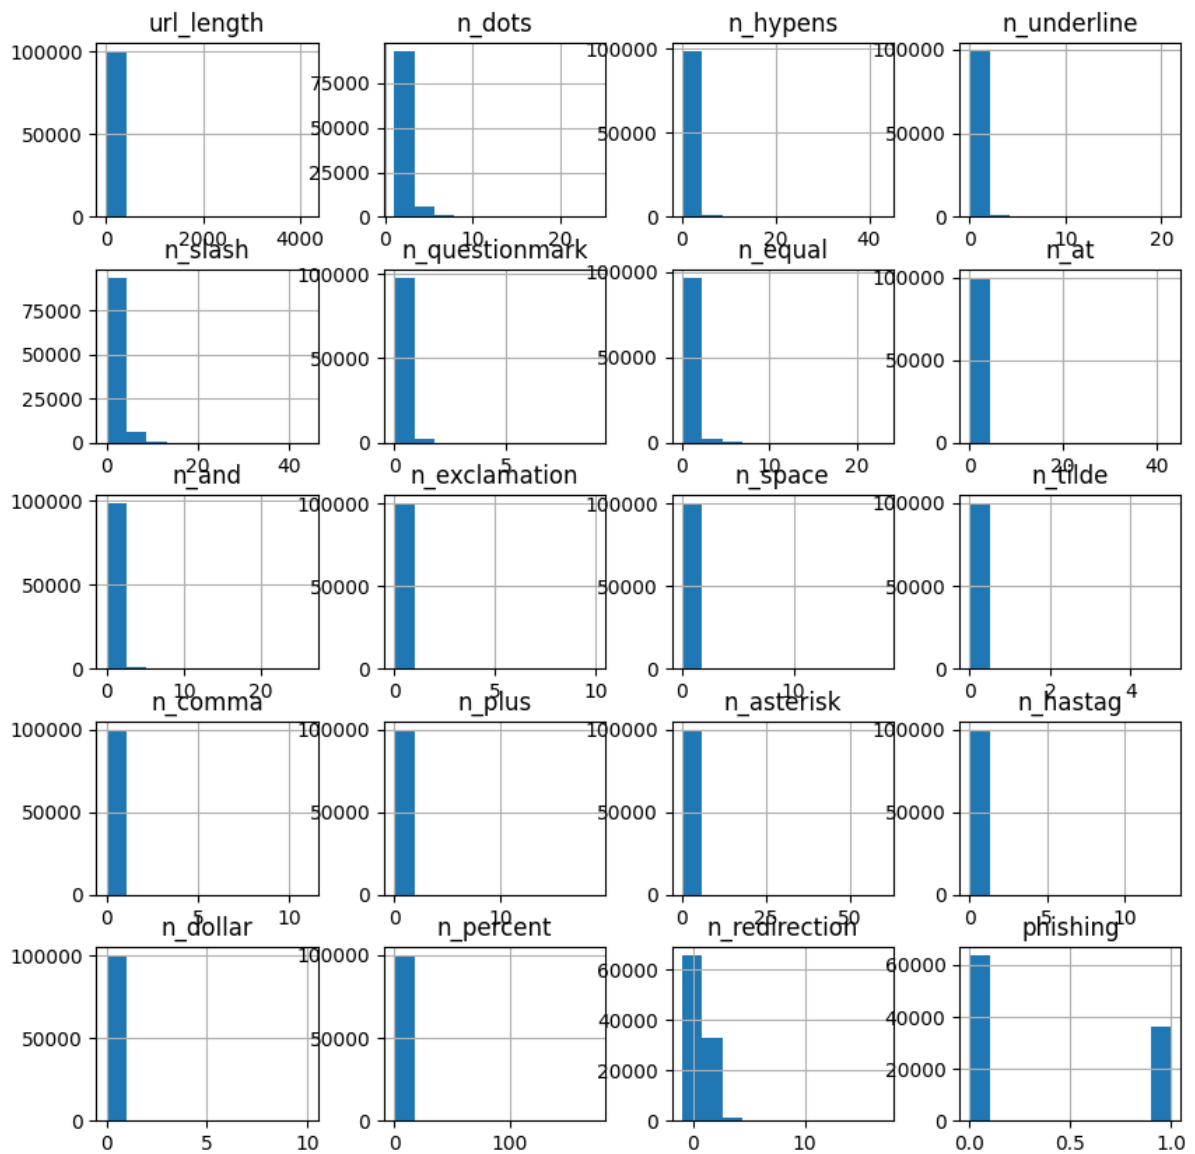 url_length n_dots n_hypens n_underline
100000 75000 100000 100000
50000 50000 50000 50000
25000
0 0 0 0
0 2000 4000 0 10 20 0 20 40 0 10 20
n_slash n_questionmark n_equal n_at
75000 100000 100000 100000
50000 50000 50000 50000
25000
0 0 0 0
0 20 40 0 5 0 10 20 0 20 40
n_and n_exclamation n_space n_tilde
100000 100000 100000 100000
50000 50000 50000 50000
0 0 0 0
0 10 20 0 5 10 0 10 0 2 4
n_comma n_plus n_asterisk n_hastag
100000 100000 100000 100000
50000 50000 50000 50000
0 0 0 0
0 5 10 0 10 0 25 50 0 5 10
n_dollar n_percent n_redirection phishing
100000 100000 60000 60000
50000 50000 40000 40000
20000 20000
0 0 0 0
0 5 10 0 100 0 10 0.0 0.5 1.0